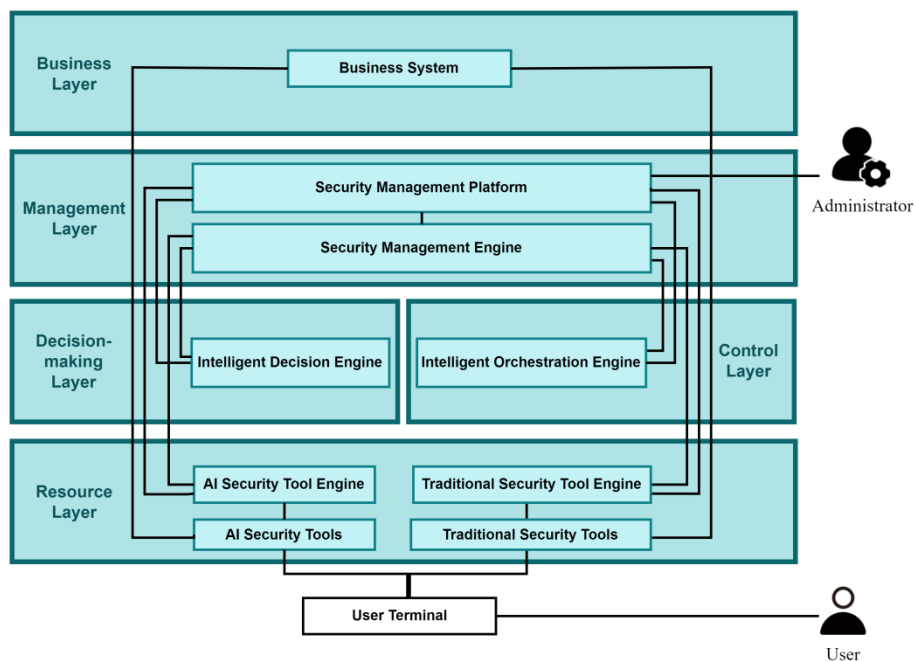 Business
Layer
Business System
Management
Layer
Security Management Platform
Security Management Engine
Administrator
Decision-
making
Layer
Intelligent Decision Engine
Intelligent Orchestration Engine
Control
Layer
Resource
Layer
AI Security Tool Engine
Traditional Security Tool Engine
AI Security Tools
Traditional Security Tools
User Terminal
User